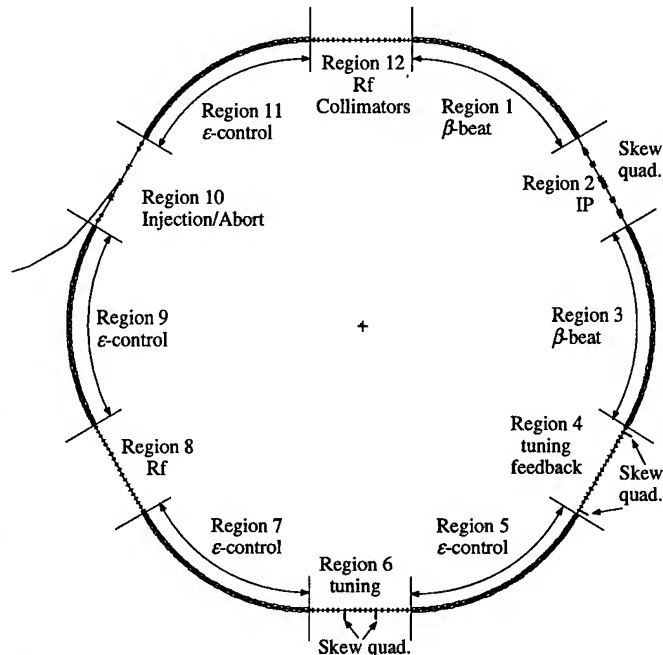 Region 12
Rf
Collimators
Region 11
ε-control
Region 1
β-beat
Skew
quad.
Region 2
IP
Region 10
Injection/Abort
Region 9
ε-control
Region 3
β-beat
Region 8
Rf
Region 4
tuning
feedback
Skew
quad.
Region 7
ε-control
Region 5
ε-control
Region 6
tuning
Skew quad.